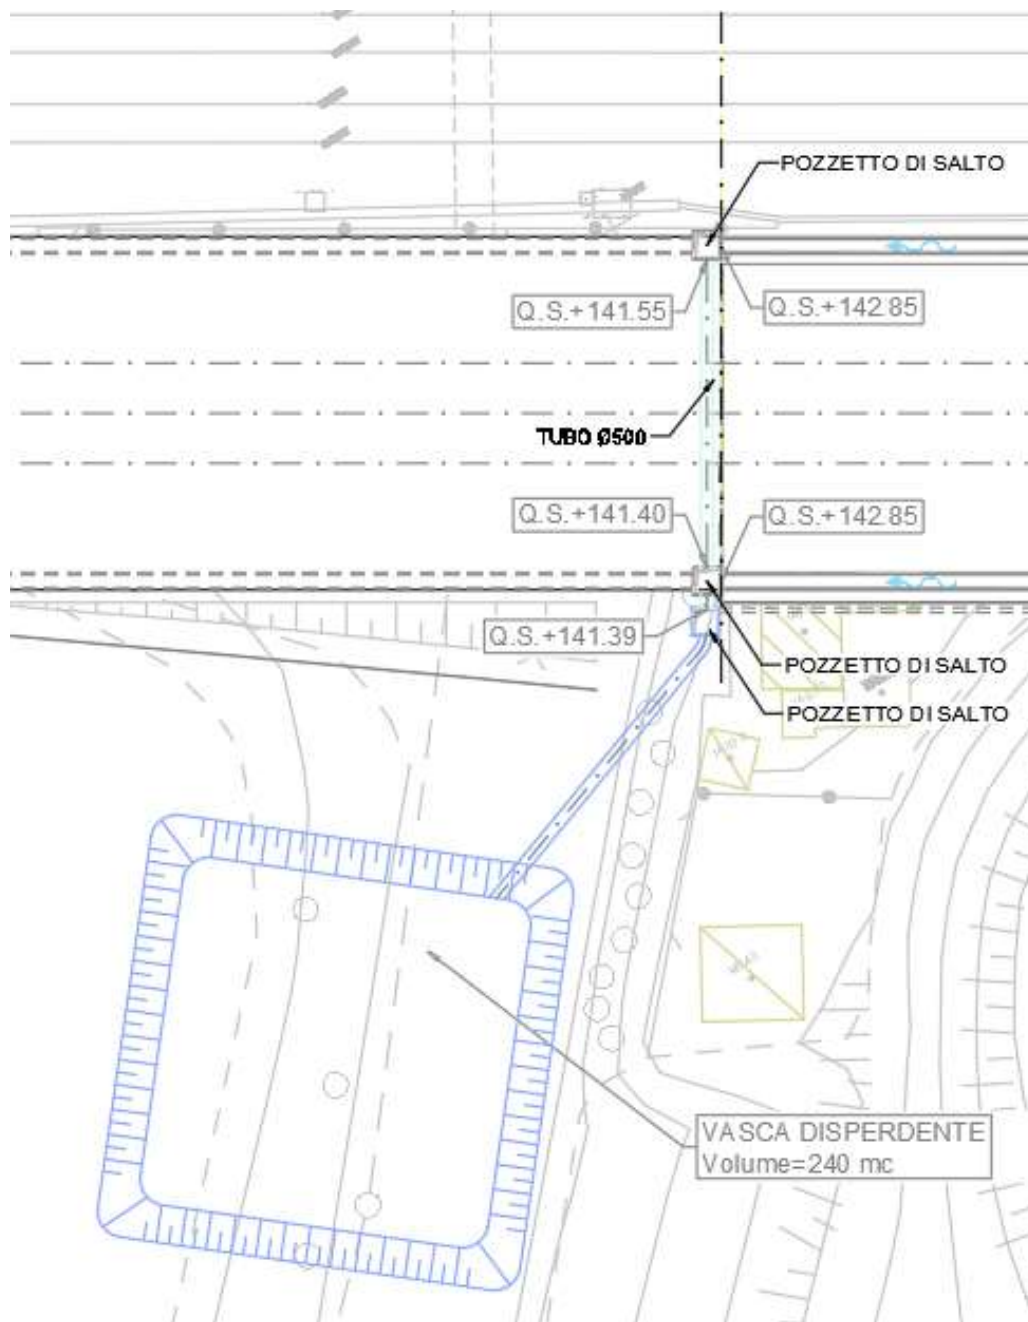 POZZETTO DI SALTO
Q.S.+141.55
Q.S.+142.85
TUBO Ø500
Q.S.+141.40
Q.S.+142.85
Q.S.+141.39
POZZETTO DI SALTO
POZZETTO DI SALTO
VASCA DISPERDENTE
Volume=240 mc